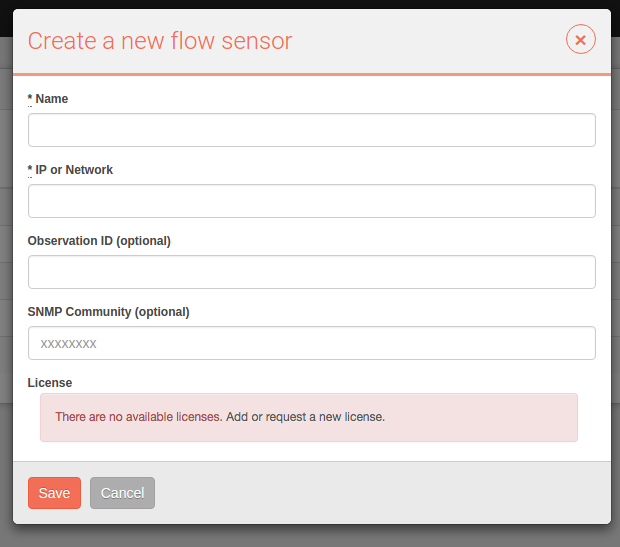 Create a new flow sensor
* Name
* IP or Network
Observation ID (optional)
SNMP Community (optional)
xxxxxxxx
License
There are no available licenses. Add or request a new license.
Save
Cancel